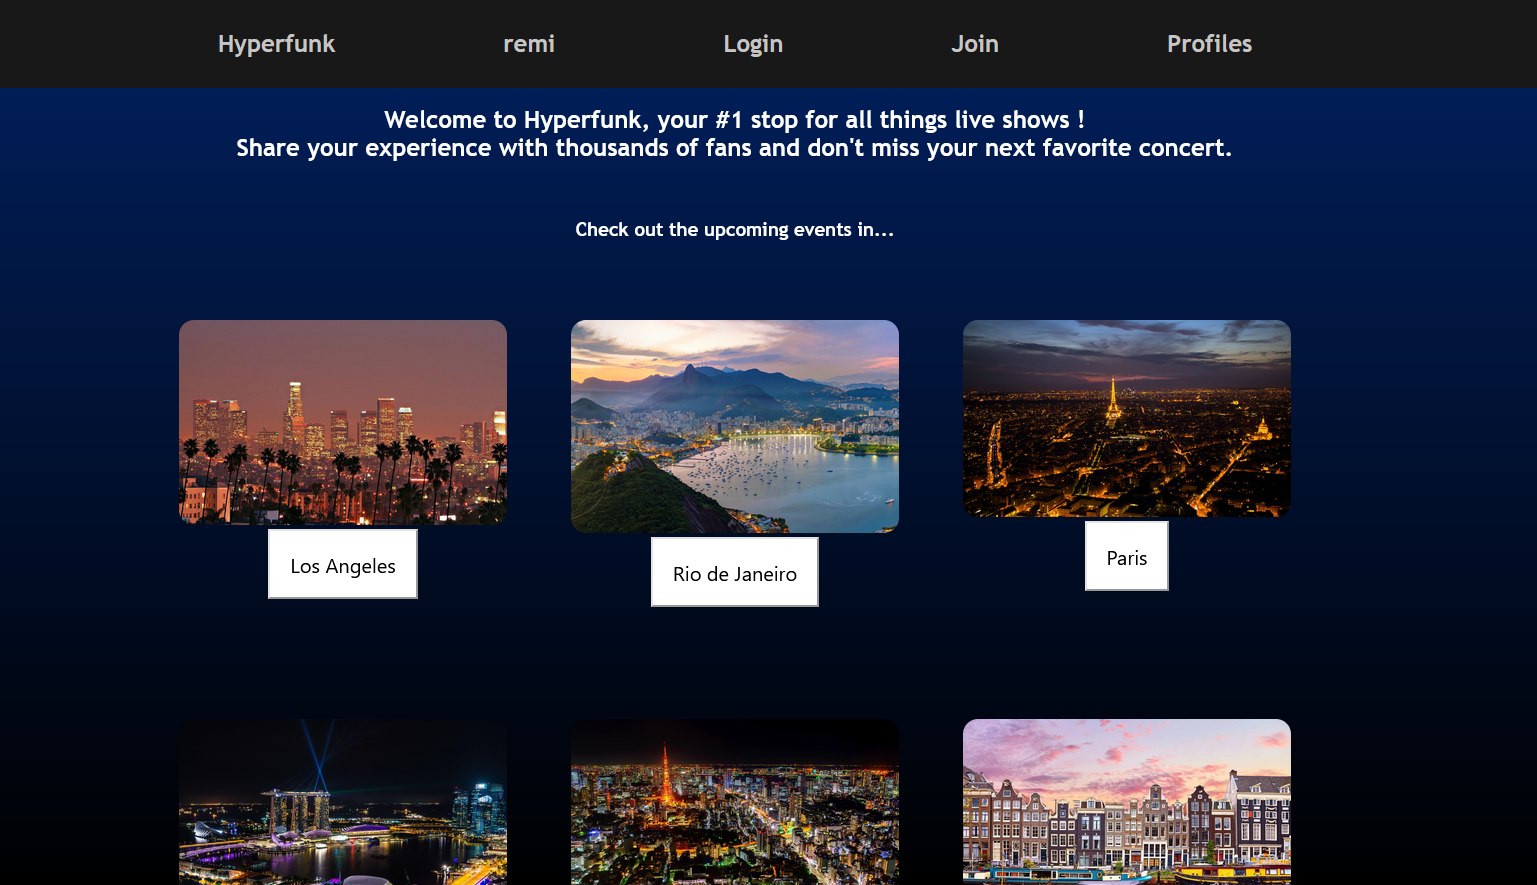 Hyperfunk remi Login Join Profiles
Welcome to Hyperfunk, your #1 stop for all things live shows !
Share your experience with thousands of fans and don't miss your next favorite concert.
Check out the upcoming events in...
Los Angeles
Rio de Janeiro
Paris